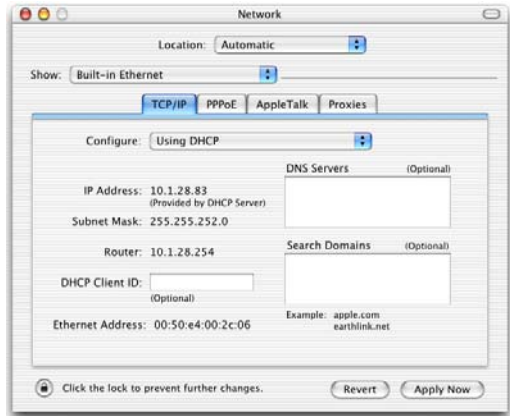 Network
Location: Automatic
Show: Built-in Ethernet
TCP/IP PPPoE AppleTalk Proxies
Configure: Using DHCP
DNS Servers (Optional)
IP Address: 10.1.28.83
(Provided by DHCP Server)
Subnet Mask: 255.255.252.0
Router: 10.1.28.254
Search Domains (Optional)
DHCP Client ID:
(Optional)
Example: apple.com
earthlink.net
Ethernet Address: 00:50:e4:00:2c:06
Click the lock to prevent further changes.
Revert Apply Now